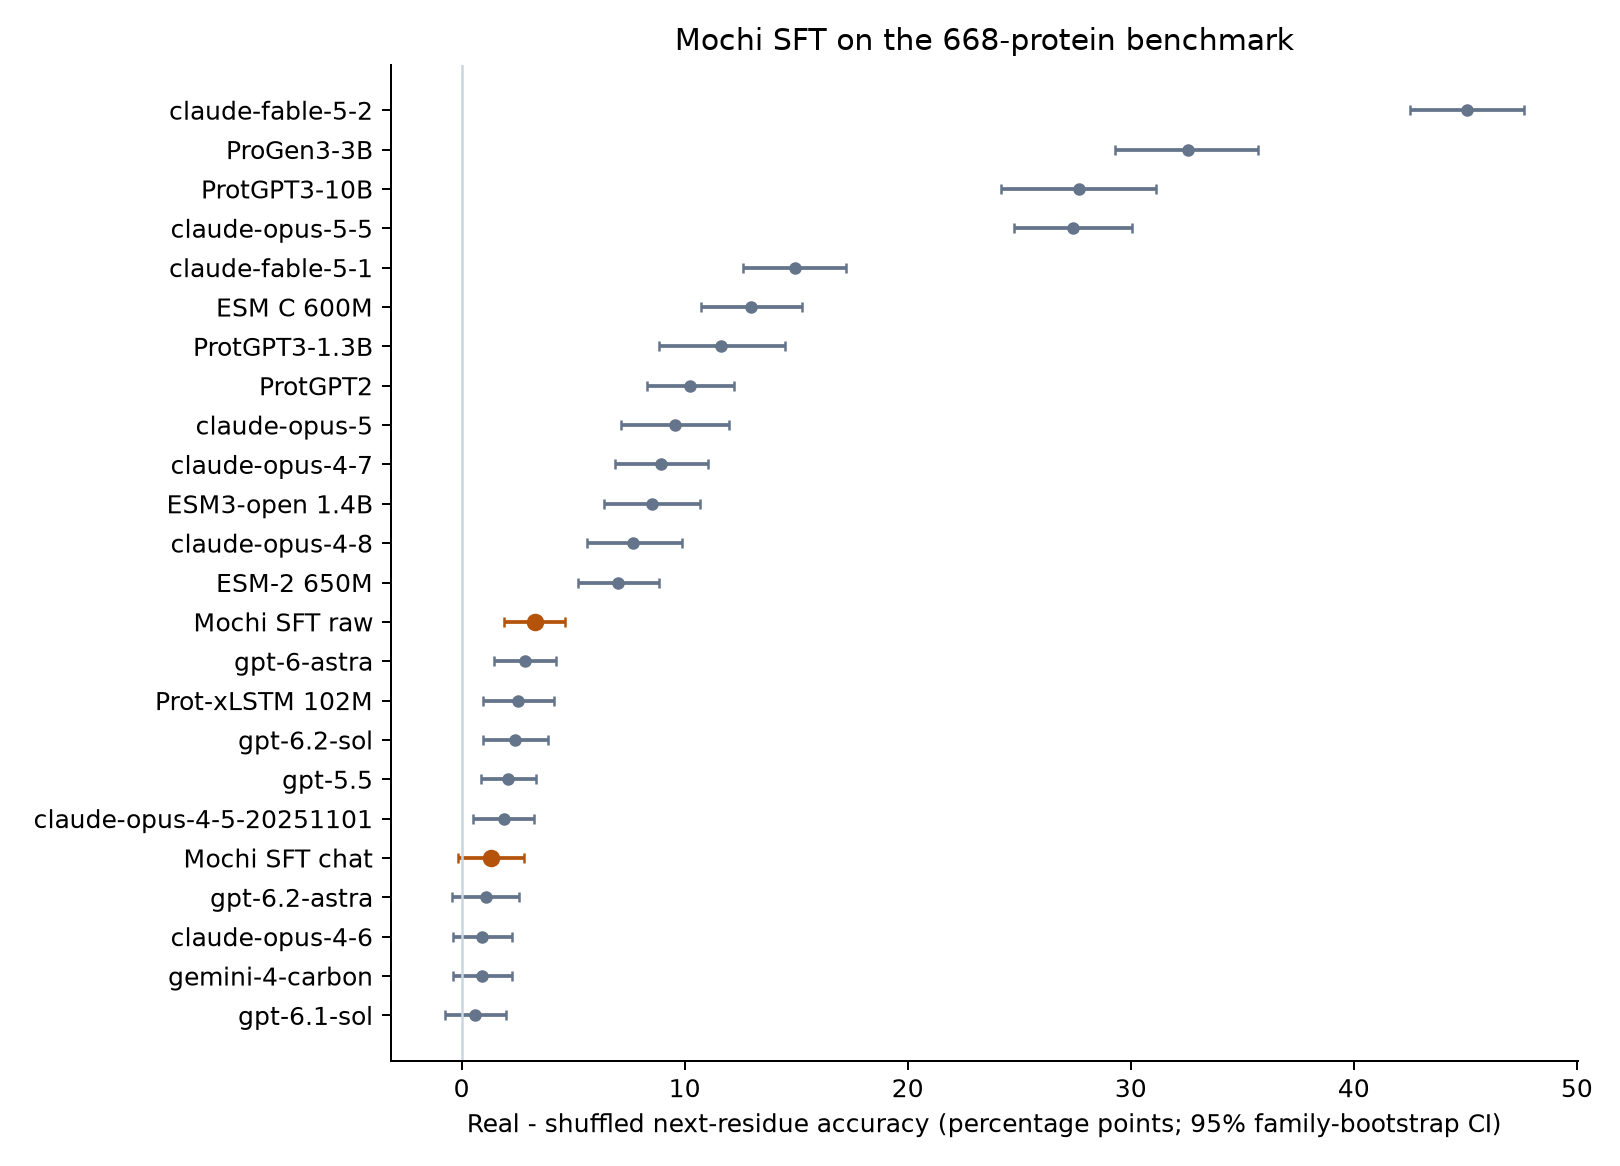 Mochi SFT on the 668-protein benchmark
claude-fable-5-2
ProGen3-3B
ProtGPT3-10B
claude-opus-5-5
claude-fable-5-1
ESM C 600M
ProtGPT3-1.3B
ProtGPT2
claude-opus-5
claude-opus-4-7
ESM3-open 1.4B
claude-opus-4-8
ESM-2 650M
Mochi SFT raw
gpt-6-astra
Prot-xLSTM 102M
gpt-6.2-sol
gpt-5.5
claude-opus-4-5-20251101
Mochi SFT chat
gpt-6.2-astra
claude-opus-4-6
gemini-4-carbon
gpt-6.1-sol
0 10 20 30 40 50
Real - shuffled next-residue accuracy (percentage points; 95% family-bootstrap CI)